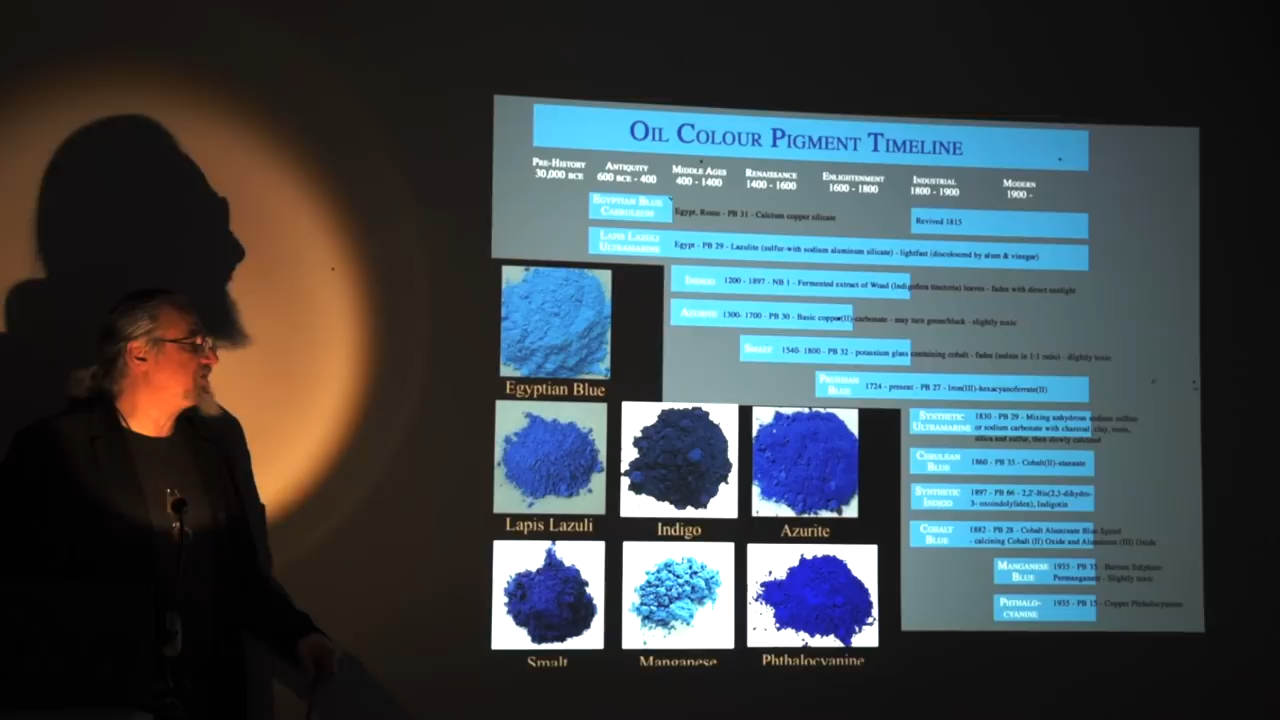 OIL COLOUR PIGMENT TIMELINE
PRE-HISTORY
30,000 BCE
ANTIQUITY
600 BCE - 400
MIDDLE AGES
400 - 1400
RENAISSANCE
1400 - 1600
ENLIGHTENMENT
1600 - 1800
INDUSTRIAL
1800 - 1900
MODERN
1900 -
EGYPTIAN BLUE
CAERULEUM
Egypt, Rome - PB 31 - Calcium copper silicate
Revived 1815
LAPIS LAZULI
ULTRAMARINE
Egypt - PB 29 - Lazulite (sulfur-with sodium aluminum silicate) - lightfast (discoloured by alum & vinegar)
INDIGO
1200 - 1897 - NB 1 - Fermented extract of Woad (Indigofera tinctoria) leaves - fades with direct sunlight
AZURITE
1300- 1700 - PB 30 - Basic copper(II)-carbonate - may turn green/black - slightly toxic
SMALT
1540- 1800 - PB 32 - potassium glass containing cobalt - fades (unless in 1:1 ratio) - slightly toxic
PRUSSIAN
BLUE
1724 - present - PB 27 - Iron(III)-hexacyanoferrate(II)
SYNTHETIC
ULTRAMARINE
1830 - PB 29 - Mixing anhydrous sodium sulfate
or sodium carbonate with charcoal, clay, resin,
silica and sulfur, then slowly calcined
CERULEAN
BLUE
1860 - PB 35 - Cobalt(II)-stannate
SYNTHETIC
INDIGO
1897 - PB 66 - 2,2'-Bis(2,3-dihydro-
3- oxoindolyliden), Indigotin
COBALT
BLUE
1882 - PB 28 - Cobalt Aluminate Blue Spinel
- calcining Cobalt (II) Oxide and Aluminum (III) Oxide
MANGANESE
BLUE
1935 - PB 35 - Barium Sulphate
Permanganate - Slightly toxic
PHTHALO-
CYANINE
1935 - PB 15 - Copper Phthalocyanine
Egyptian Blue
Lapis Lazuli
Indigo
Azurite
Smalt
Manganese
Phthalocyanine